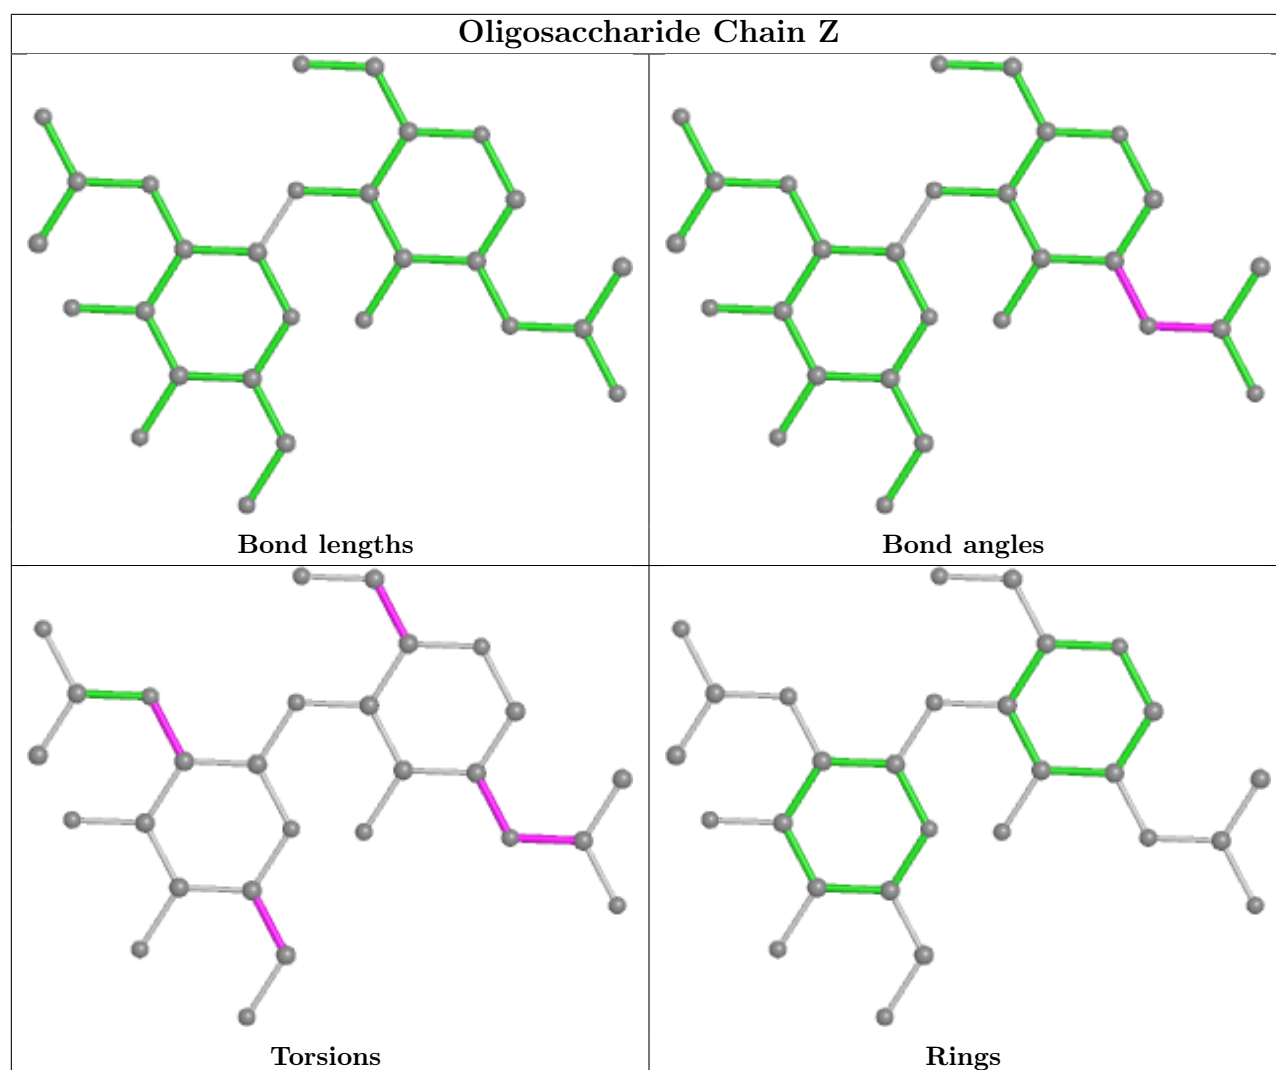 Oligosaccharide Chain Z
Bond lengths
Bond angles
Torsions
Rings